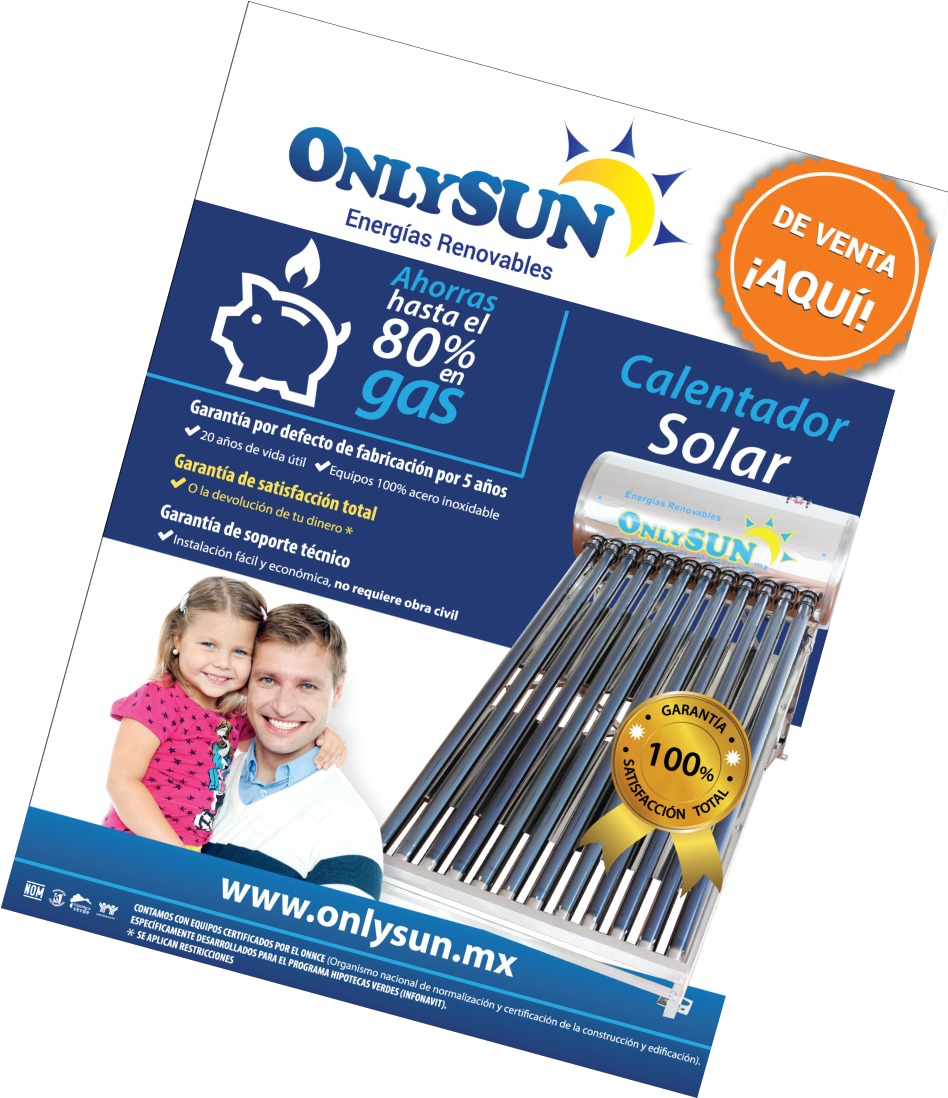 ONLYSUN
Energías Renovables
DE VENTA
¡AQUÍ!
Ahorras
hasta el
80%
en
gas
Calentador
Solar
Garantía por defecto de fabricación por 5 años
20 años de vida útil Equipos 100% acero inoxidable
Garantía de satisfacción total
O la devolución de tu dinero *
Garantía de soporte técnico
Instalación fácil y económica, no requiere obra civil
Energías Renovables
ONLYSUN
.mx
GARANTÍA
100%
SATISFACCIÓN TOTAL
www.onlysun.mx
NOM
CONTAMOS CON EQUIPOS CERTIFICADOS POR EL ONNCE (Organismo nacional de normalización y certificación de la construcción y edificación).
ESPECÍFICAMENTE DESARROLLADOS PARA EL PROGRAMA HIPOTECAS VERDES (INFONAVIT).
* SE APLICAN RESTRICCIONES